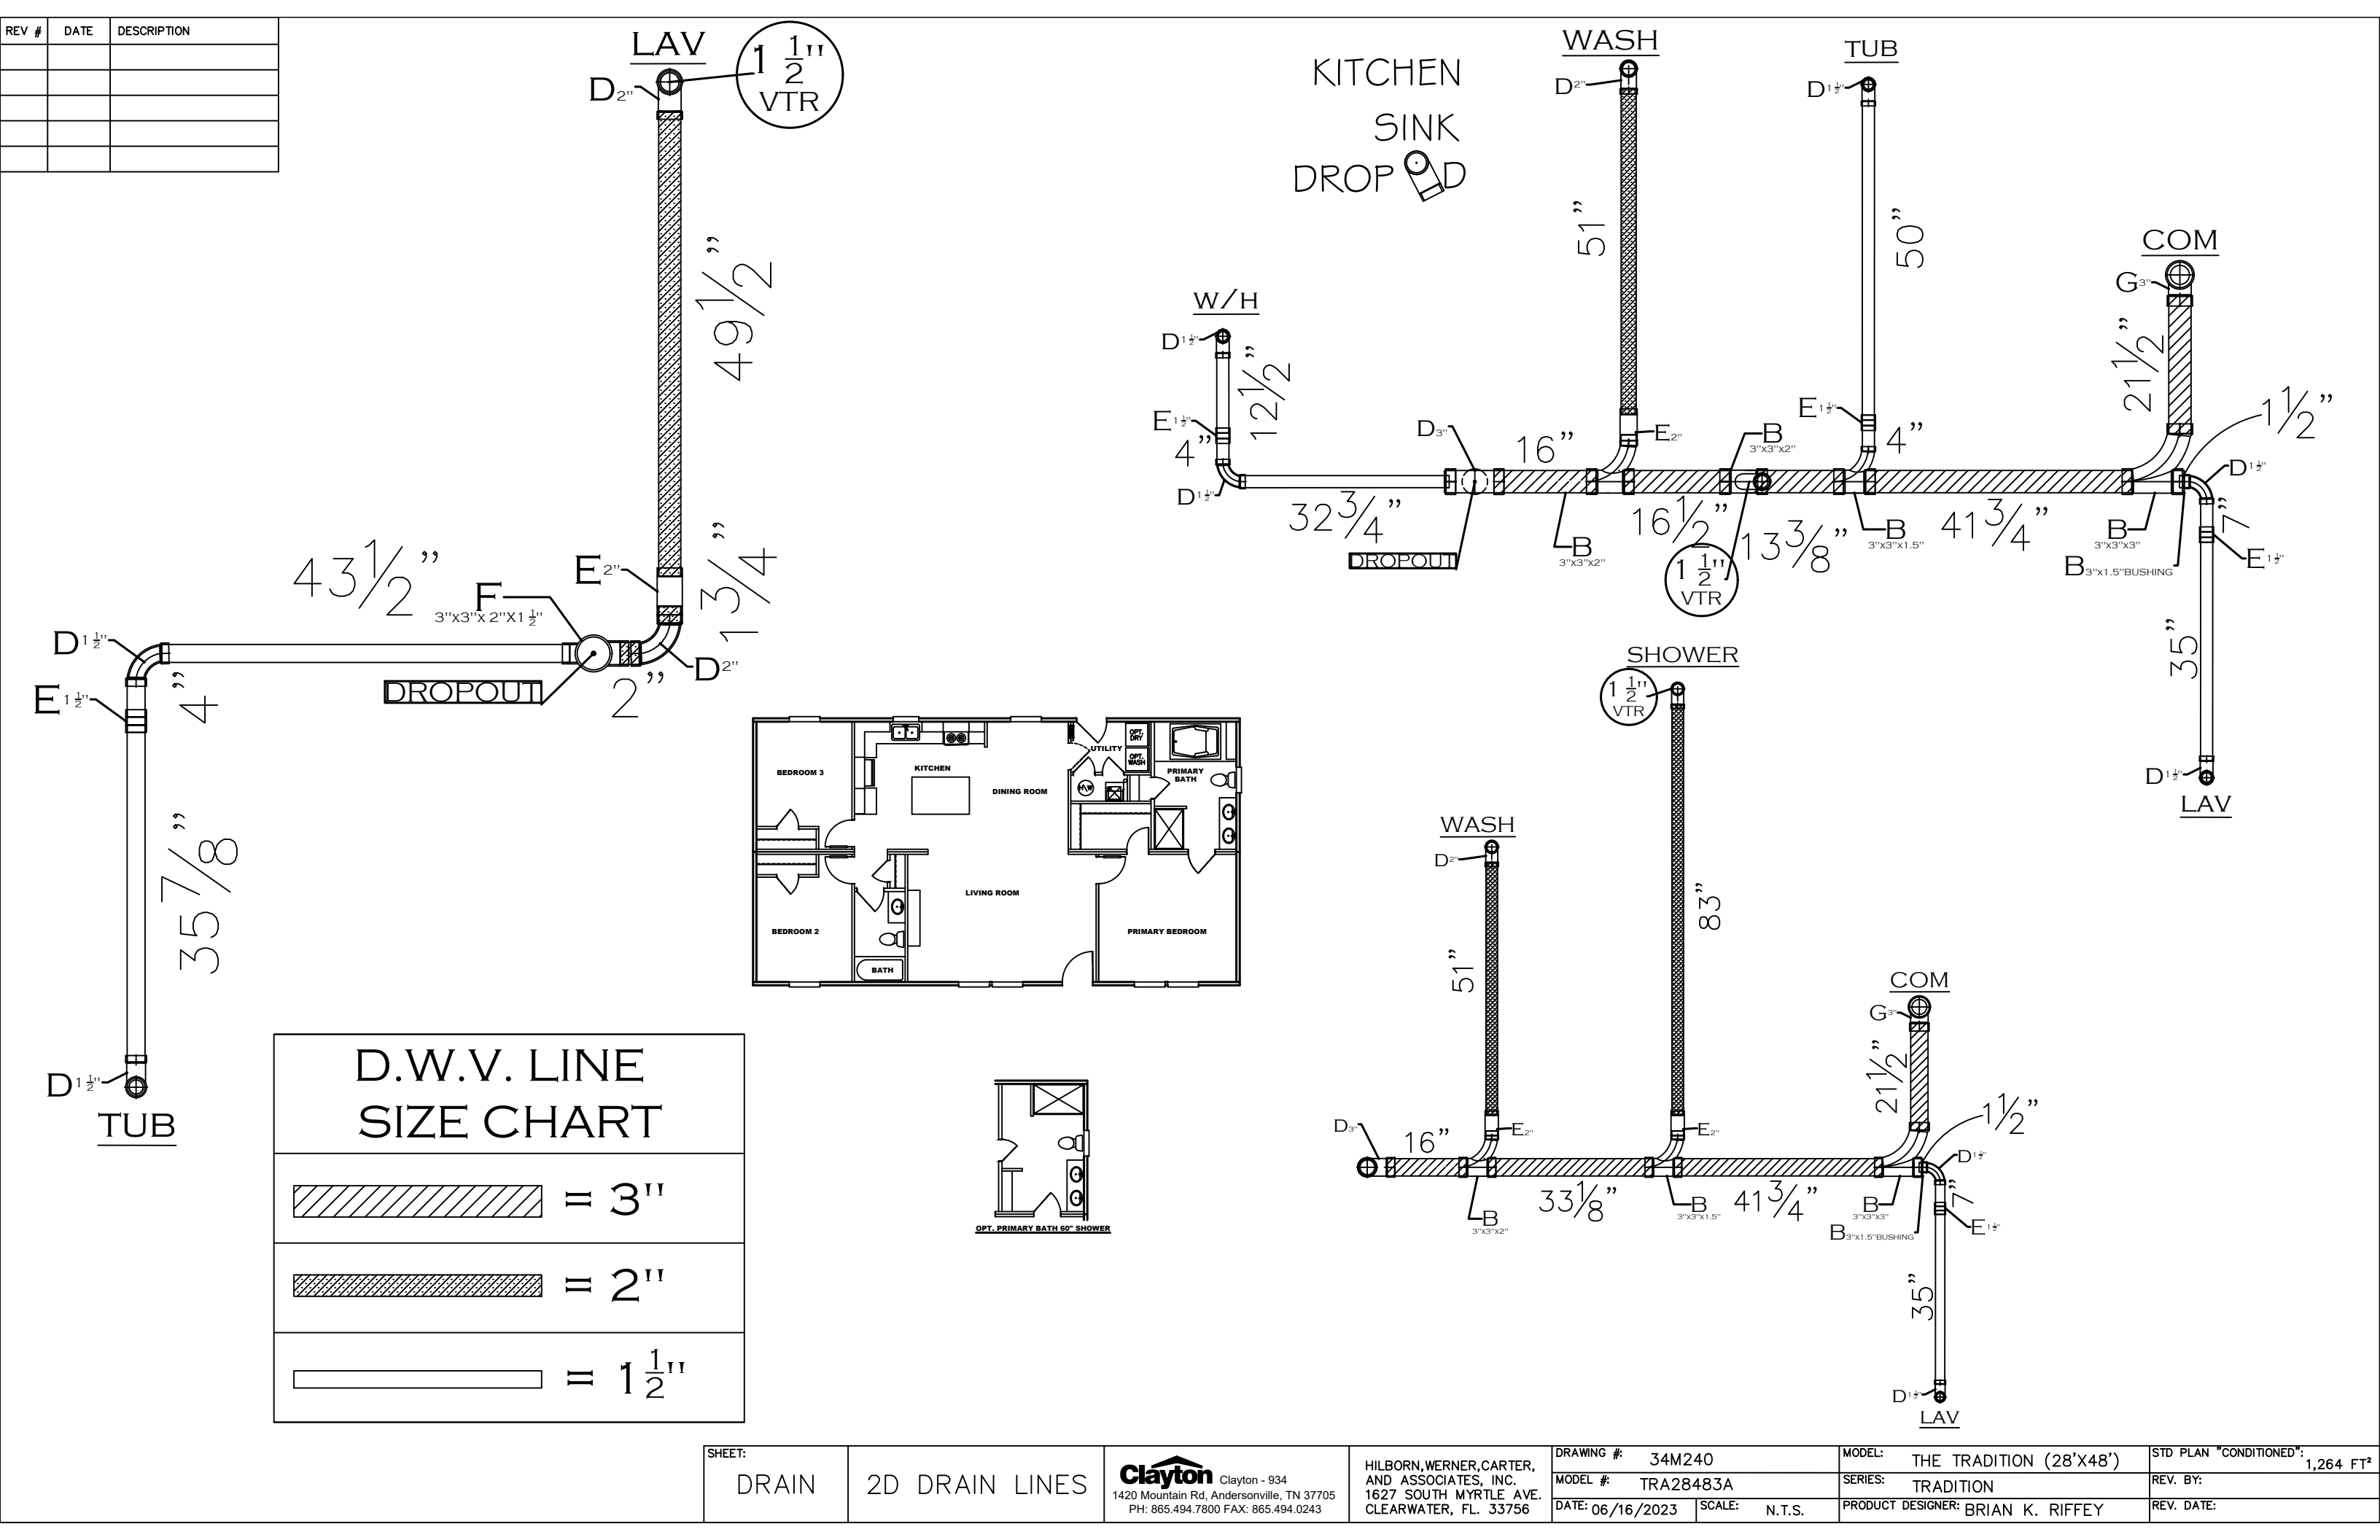 REV # DATE DESCRIPTION
LAV
1 1/2"
VTR
D2"
49 1/2"
1 3/4"
E2"
D2"
2"
F
3"x3"x 2"X1 1/2"
DROPOUT
43 1/2"
D1 1/2"
4"
E1 1/2"
35 7/8"
D1 1/2"
TUB
KITCHEN
SINK
DROP D
WASH
D2"
51"
E2"
TUB
D1 1/2"
50"
E1 1/2"
4"
COM
G3"
21 1/2"
1 1/2"
W/H
D1 1/2"
12 1/2"
E1 1/2"
4"
D1 1/2"
32 3/4"
D3"
DROPOUT
16"
B
3"x3"x2"
16 1/2"
B
3"x3"x2"
1 1/2"
VTR
13 3/8"
B
3"x3"x1.5"
41 3/4"
B
3"x3"x3"
B3"x1.5"BUSHING
D1 1/2"
7"
E1 1/2"
35"
D1 1/2"
LAV
SHOWER
1 1/2"
VTR
83"
E2"
WASH
D2"
51"
E2"
COM
G3"
21 1/2"
1 1/2"
D3"
16"
B
3"x3"x2"
33 1/8"
B
3"x3"x1.5"
41 3/4"
B
3"x3"x3"
B3"x1.5"BUSHING
D1 1/2"
7"
E1 1/2"
35"
D1 1/2"
LAV
BEDROOM 3
KITCHEN
DINING ROOM
UTILITY
OPT.
DRY
OPT.
WASH
H/W
PRIMARY
BATH
LIVING ROOM
BEDROOM 2
BATH
PRIMARY BEDROOM
OPT. PRIMARY BATH 60" SHOWER
D.W.V. LINE
SIZE CHART
= 3"
= 2"
= 1 1/2"
SHEET:
DRAIN
2D DRAIN LINES
Clayton Clayton - 934
1420 Mountain Rd, Andersonville, TN 37705
PH: 865.494.7800 FAX: 865.494.0243
HILBORN,WERNER,CARTER,
AND ASSOCIATES, INC.
1627 SOUTH MYRTLE AVE.
CLEARWATER, FL. 33756
DRAWING #: 34M240
MODEL #: TRA28483A
DATE: 06/16/2023 SCALE: N.T.S.
MODEL: THE TRADITION (28'X48')
SERIES: TRADITION
PRODUCT DESIGNER: BRIAN K. RIFFEY
STD PLAN "CONDITIONED": 1,264 FT²
REV. BY:
REV. DATE: